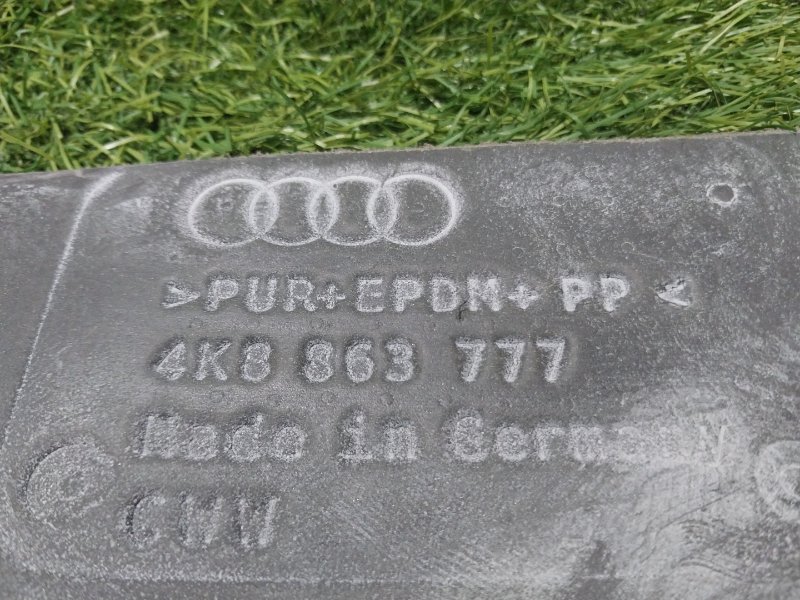 >PUR+EPDM+ PP<
4K8 863 777
Made in Germany
CWW